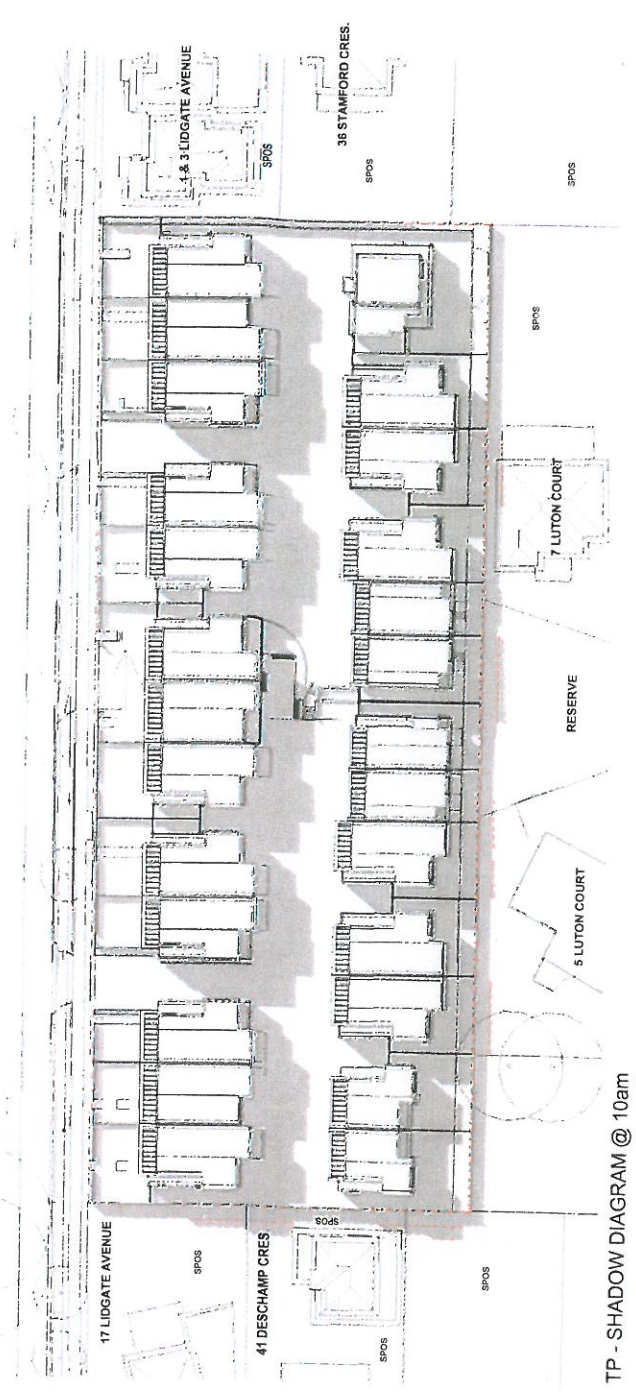 1 & 3 LIDGATE AVENUE
SPOS
36 STAMFORD CRES.
SPOS
SPOS
SPOS
7 LUTON COURT
RESERVE
5 LUTON COURT
17 LIDGATE AVENUE
SPOS
41 DESCHAMP CRES.
SPOS
SPOS
SPOS
TP - SHADOW DIAGRAM @ 10am